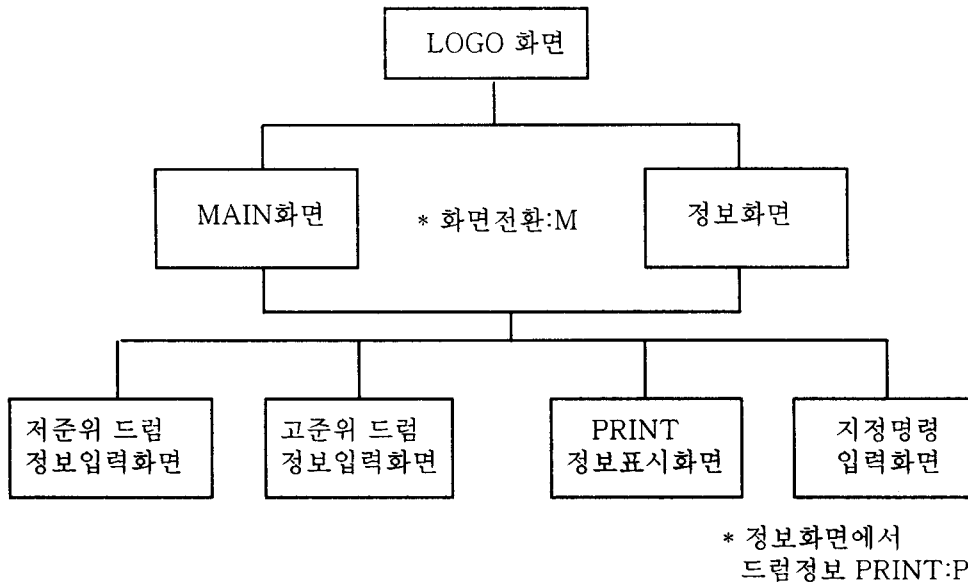 LOGO 화면
MAIN화면
* 화면전환:M
정보화면
저준위 드럼
정보입력화면
고준위 드럼
정보입력화면
PRINT
정보표시화면
지정명령
입력화면
* 정보화면에서
드럼정보 PRINT:P